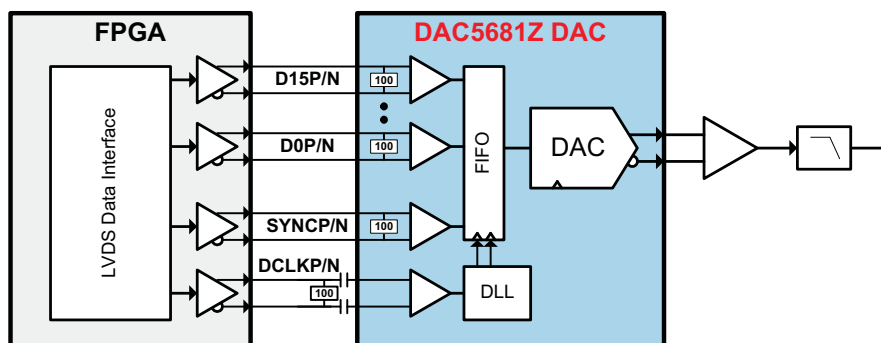 FPGA
DAC5681Z DAC
LVDS Data Interface
D15P/N
100
D0P/N
100
SYNCP/N
100
DCLKP/N
100
FIFO
DLL
DAC